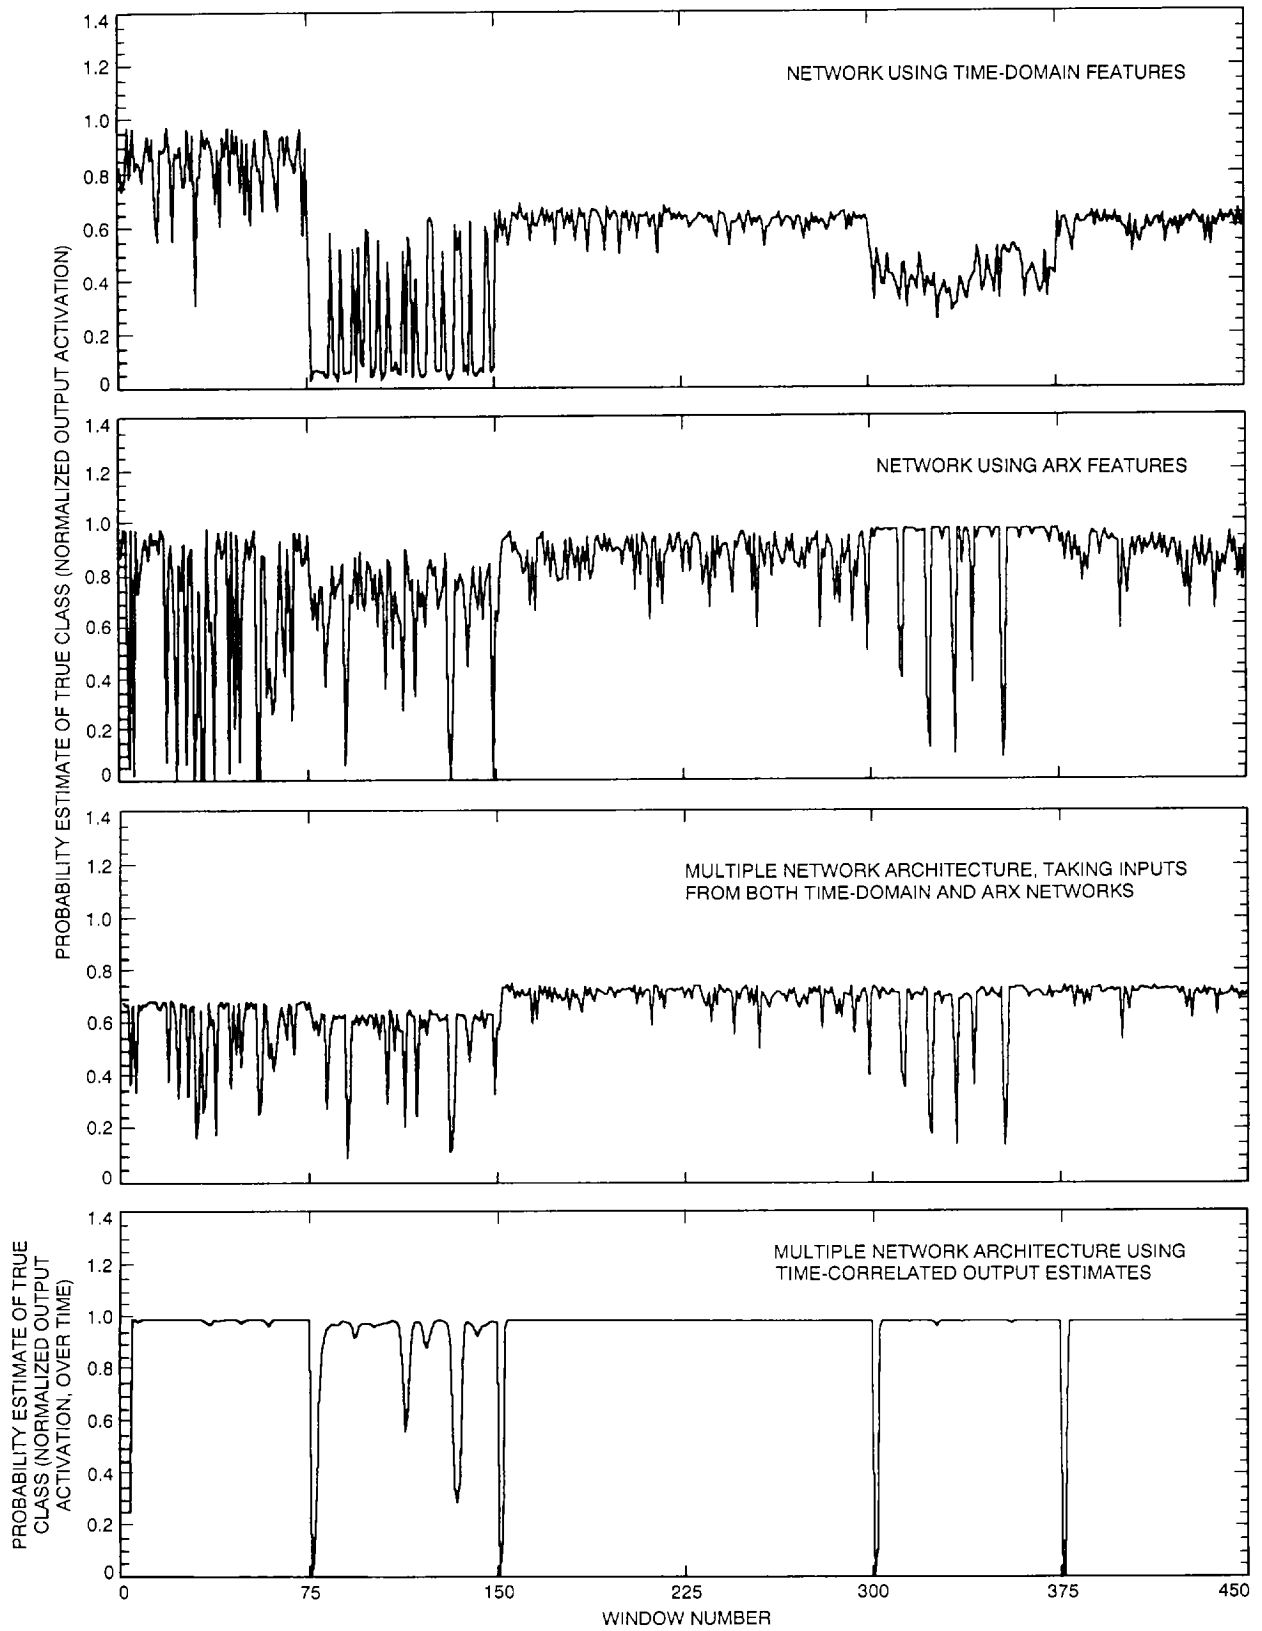 PROBABILITY ESTIMATE OF TRUE CLASS (NORMALIZED OUTPUT ACTIVATION)
1.4
1.2
1.0
0.8
0.6
0.4
0.2
0
NETWORK USING TIME-DOMAIN FEATURES
1.4
1.2
1.0
0.8
0.6
0.4
0.2
0
NETWORK USING ARX FEATURES
1.4
1.2
1.0
0.8
0.6
0.4
0.2
0
MULTIPLE NETWORK ARCHITECTURE, TAKING INPUTS
FROM BOTH TIME-DOMAIN AND ARX NETWORKS
PROBABILITY ESTIMATE OF TRUE
CLASS (NORMALIZED OUTPUT
ACTIVATION, OVER TIME)
1.4
1.2
1.0
0.8
0.6
0.4
0.2
0
MULTIPLE NETWORK ARCHITECTURE USING
TIME-CORRELATED OUTPUT ESTIMATES
0 75 150 225 300 375 450
WINDOW NUMBER